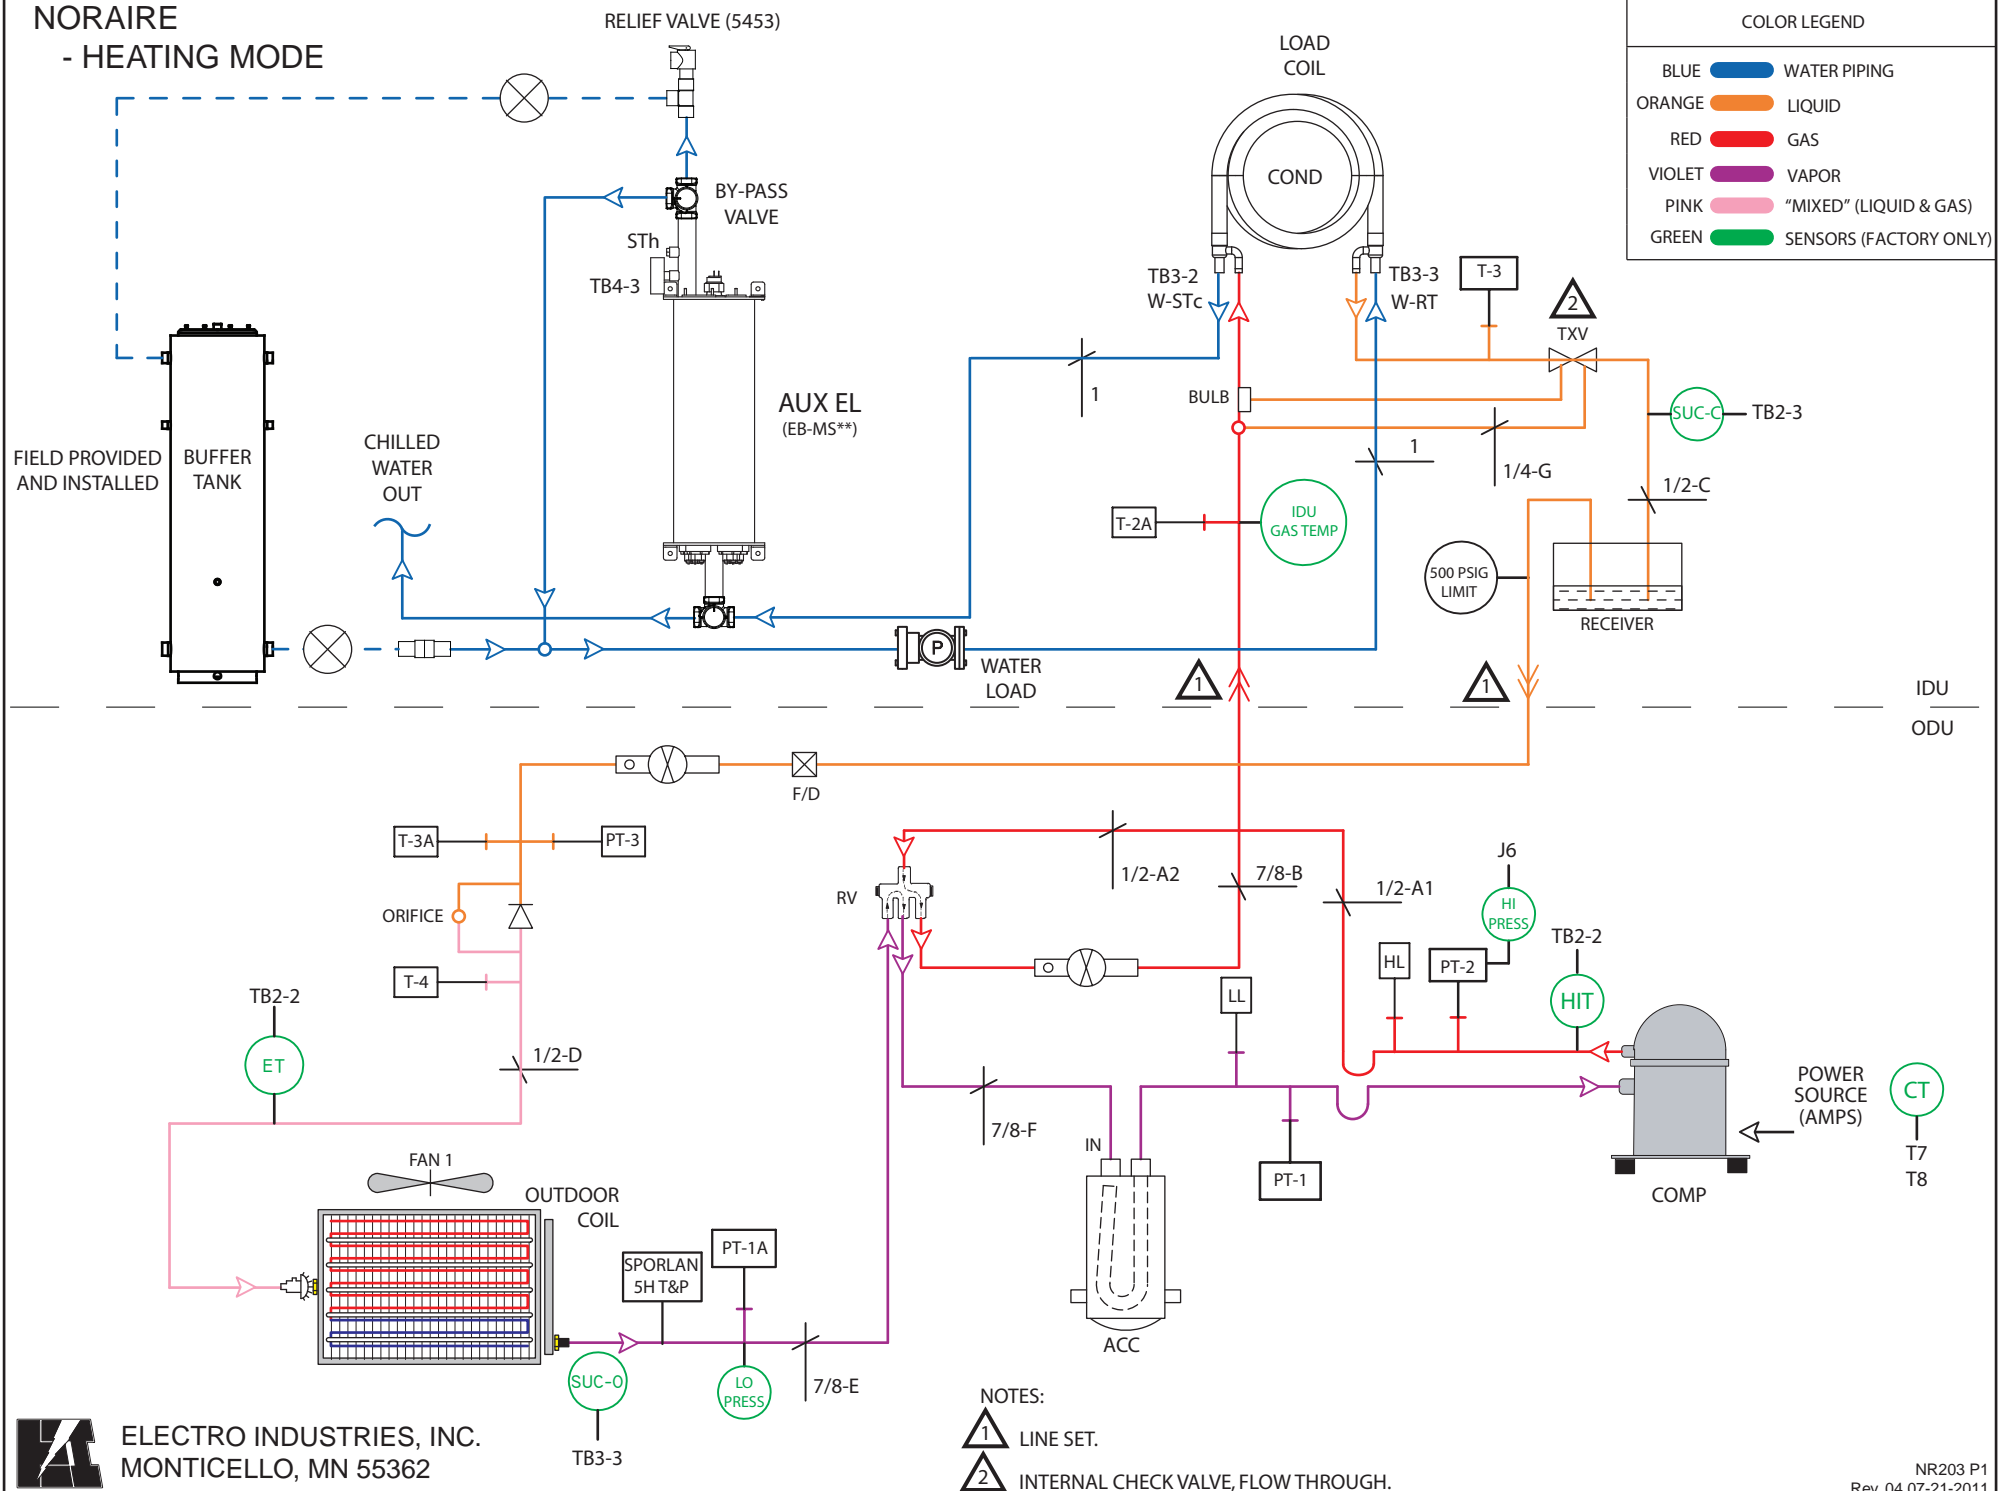 NORAIRE
- HEATING MODE
RELIEF VALVE (5453)
LOAD
COIL
COLOR LEGEND
BLUE WATER PIPING
ORANGE LIQUID
RED GAS
VIOLET VAPOR
PINK “MIXED” (LIQUID & GAS)
GREEN SENSORS (FACTORY ONLY)
COND
BY-PASS
VALVE
STh
TB4-3
TB3-2
W-STc
TB3-3
W-RT
T-3
2
TXV
AUX EL
(EB-MS**)
1
BULB
SUC-C
TB2-3
CHILLED
WATER
OUT
FIELD PROVIDED
AND INSTALLED
BUFFER
TANK
1
1/4-G
1/2-C
T-2A
IDU
GAS TEMP
500 PSIG
LIMIT
RECEIVER
P
WATER
LOAD
1
1
IDU
ODU
F/D
T-3A
PT-3
ORIFICE
T-4
RV
1/2-A2
7/8-B
1/2-A1
J6
HI
PRESS
TB2-2
HL
PT-2
HIT
LL
TB2-2
ET
1/2-D
7/8-F
IN
PT-1
POWER
SOURCE
(AMPS)
CT
T7
T8
COMP
FAN 1
OUTDOOR
COIL
SPORLAN
5H T&P
PT-1A
ACC
SUC-O
LO
PRESS
7/8-E
TB3-3
ELECTRO INDUSTRIES, INC.
MONTICELLO, MN 55362
NOTES:
1 LINE SET.
2 INTERNAL CHECK VALVE, FLOW THROUGH.
NR203 P1
Rev. 04 07-21-2011